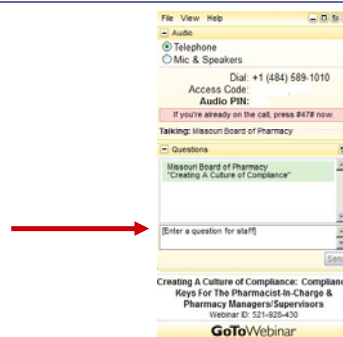 File View Help
Audio
Telephone
Mic & Speakers
Dial: +1 (484) 589-1010
Access Code:
Audio PIN:
If you're already on the call, press #47# now.
Talking: Missouri Board of Pharmacy
Questions
Missouri Board of Pharmacy
"Creating A Culture of Compliance"
[Enter a question for staff]
Send
Creating A Culture of Compliance: Complianc
Keys For The Pharmacist-In-Charge &
Pharmacy Managers/Supervisors
Webinar ID: 521-928-430
GoToWebinar